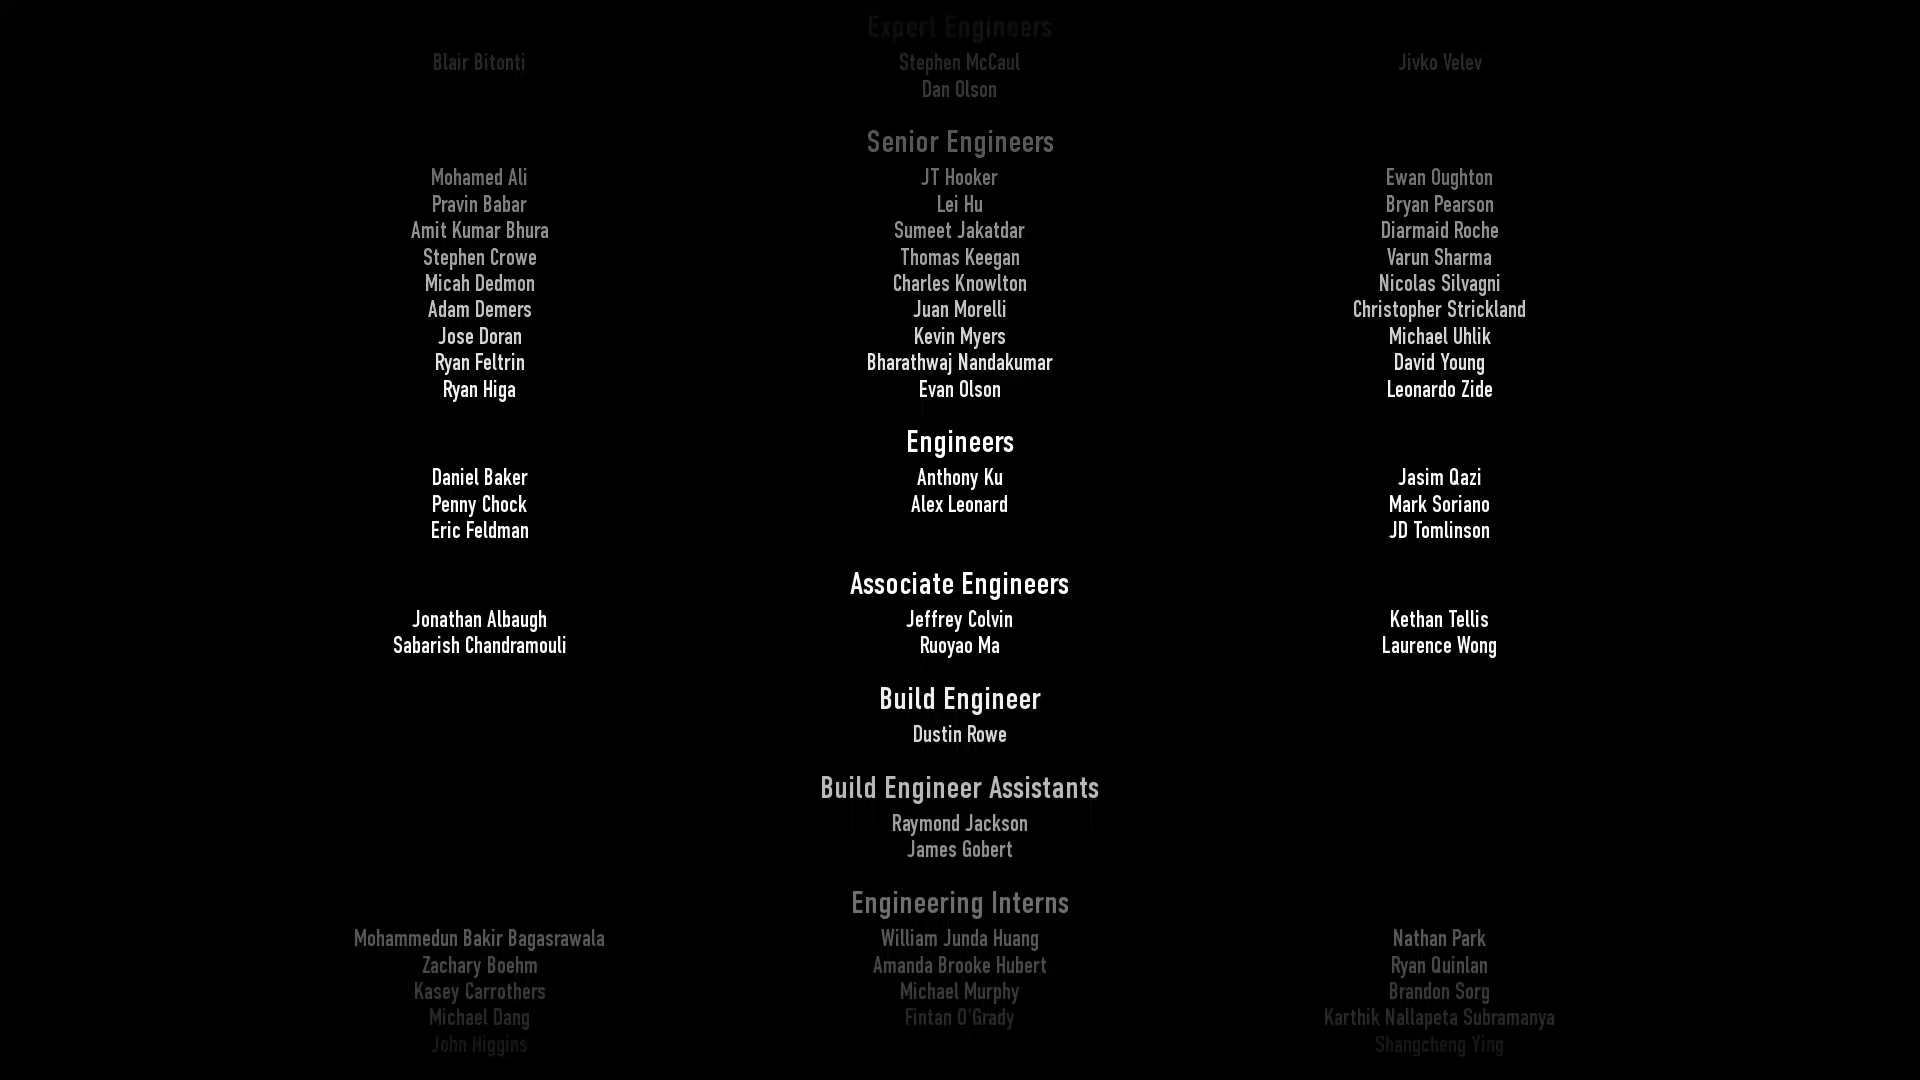 Expert Engineers
Blair Bitonti Stephen McCaul Jivko Velev
Dan Olson
Senior Engineers
Mohamed Ali JT Hooker Ewan Oughton
Pravin Babar Lei Hu Bryan Pearson
Amit Kumar Bhura Sumeet Jakatdar Diarmaid Roche
Stephen Crowe Thomas Keegan Varun Sharma
Micah Dedmon Charles Knowlton Nicolas Silvagni
Adam Demers Juan Morelli Christopher Strickland
Jose Doran Kevin Myers Michael Uhlik
Ryan Feltrin Bharathwaj Nandakumar David Young
Ryan Higa Evan Olson Leonardo Zide
Engineers
Daniel Baker Anthony Ku Jasim Qazi
Penny Chock Alex Leonard Mark Soriano
Eric Feldman JD Tomlinson
Associate Engineers
Jonathan Albaugh Jeffrey Colvin Kethan Tellis
Sabarish Chandramouli Ruoyao Ma Laurence Wong
Build Engineer
Dustin Rowe
Build Engineer Assistants
Raymond Jackson
James Gobert
Engineering Interns
Mohammedun Bakir Bagasrawala William Junda Huang Nathan Park
Zachary Boehm Amanda Brooke Hubert Ryan Quinlan
Kasey Carrothers Michael Murphy Brandon Sorg
Michael Dang Fintan O'Grady Karthik Nallapeta Subramanya
John Higgins Shangcheng Ying